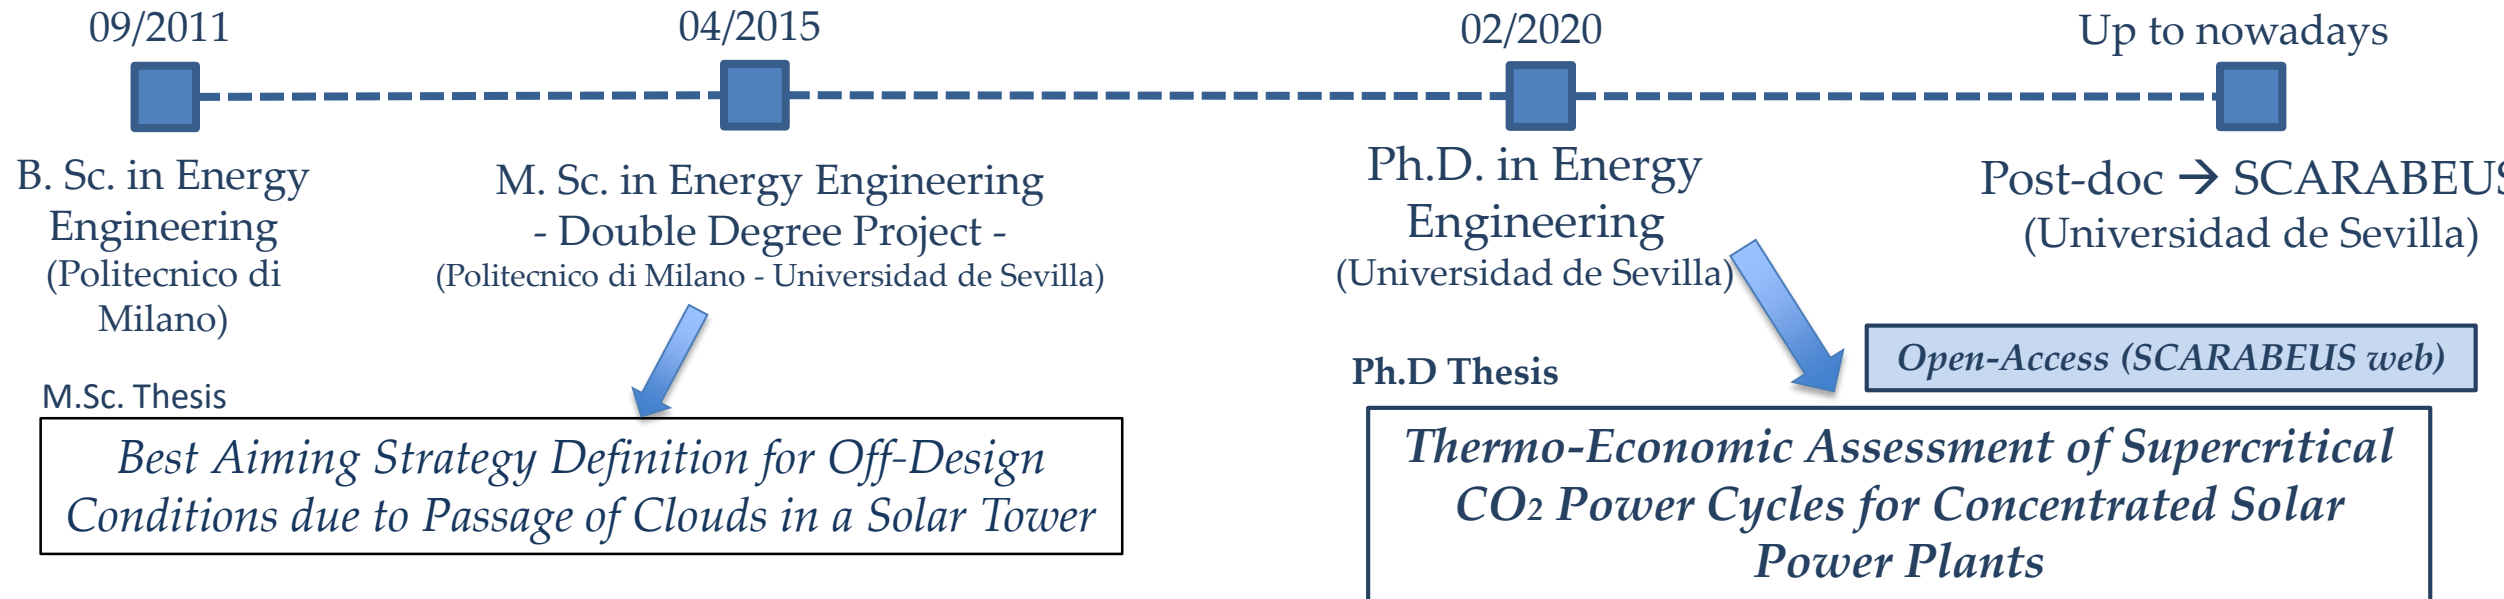 09/2011
04/2015
02/2020
Up to nowadays
B. Sc. in Energy
Engineering
(Politecnico di
Milano)
M. Sc. in Energy Engineering
- Double Degree Project -
(Politecnico di Milano - Universidad de Sevilla)
Ph.D. in Energy
Engineering
(Universidad de Sevilla)
Post-doc → SCARABEUS
(Universidad de Sevilla)
M.Sc. Thesis
Best Aiming Strategy Definition for Off-Design
Conditions due to Passage of Clouds in a Solar Tower
Ph.D Thesis
Open-Access (SCARABEUS web)
Thermo-Economic Assessment of Supercritical
CO2 Power Cycles for Concentrated Solar
Power Plants